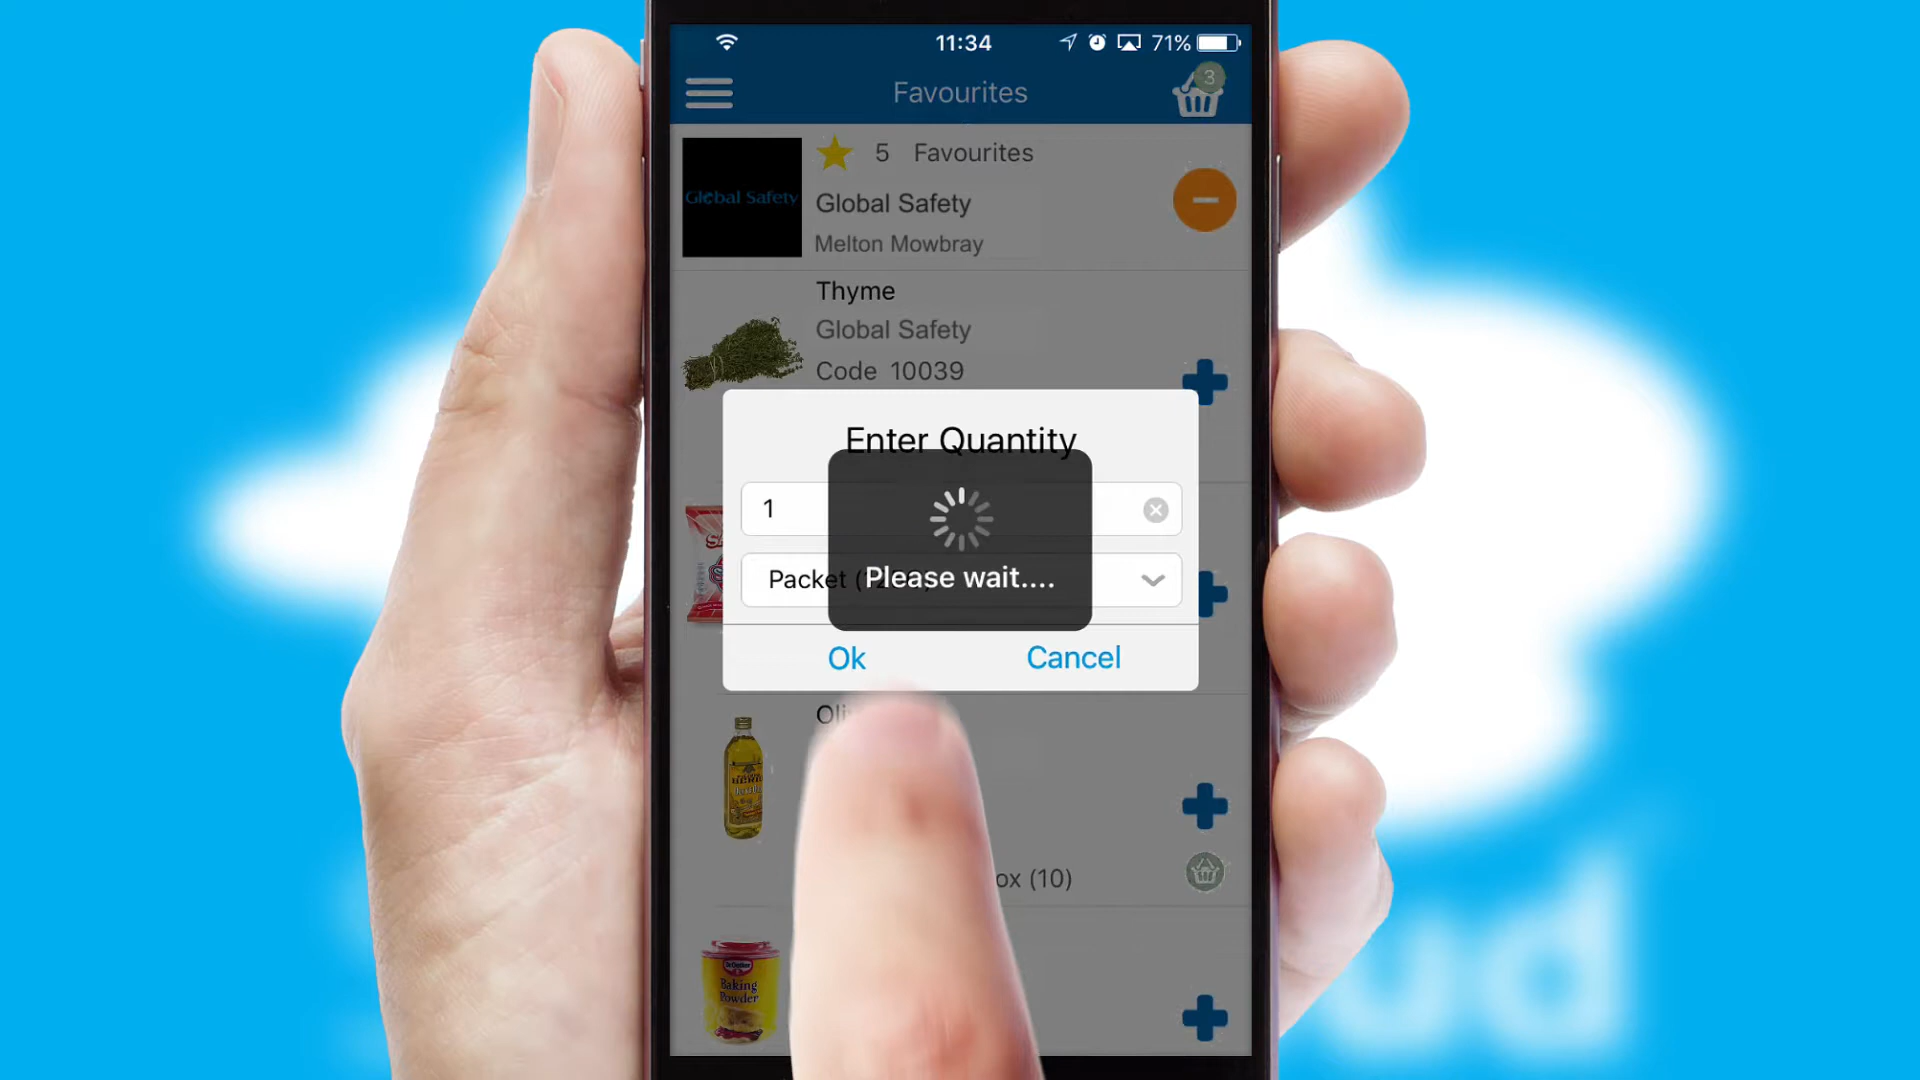 11:34
71%
Favourites
3
5 Favourites
Global Safety
Global Safety
Melton Mowbray
Thyme
Global Safety
Code 10039
Enter Quantity
1
Packet
Please wait....
Ok
Cancel
ox (10)
Baking
Powder
ud